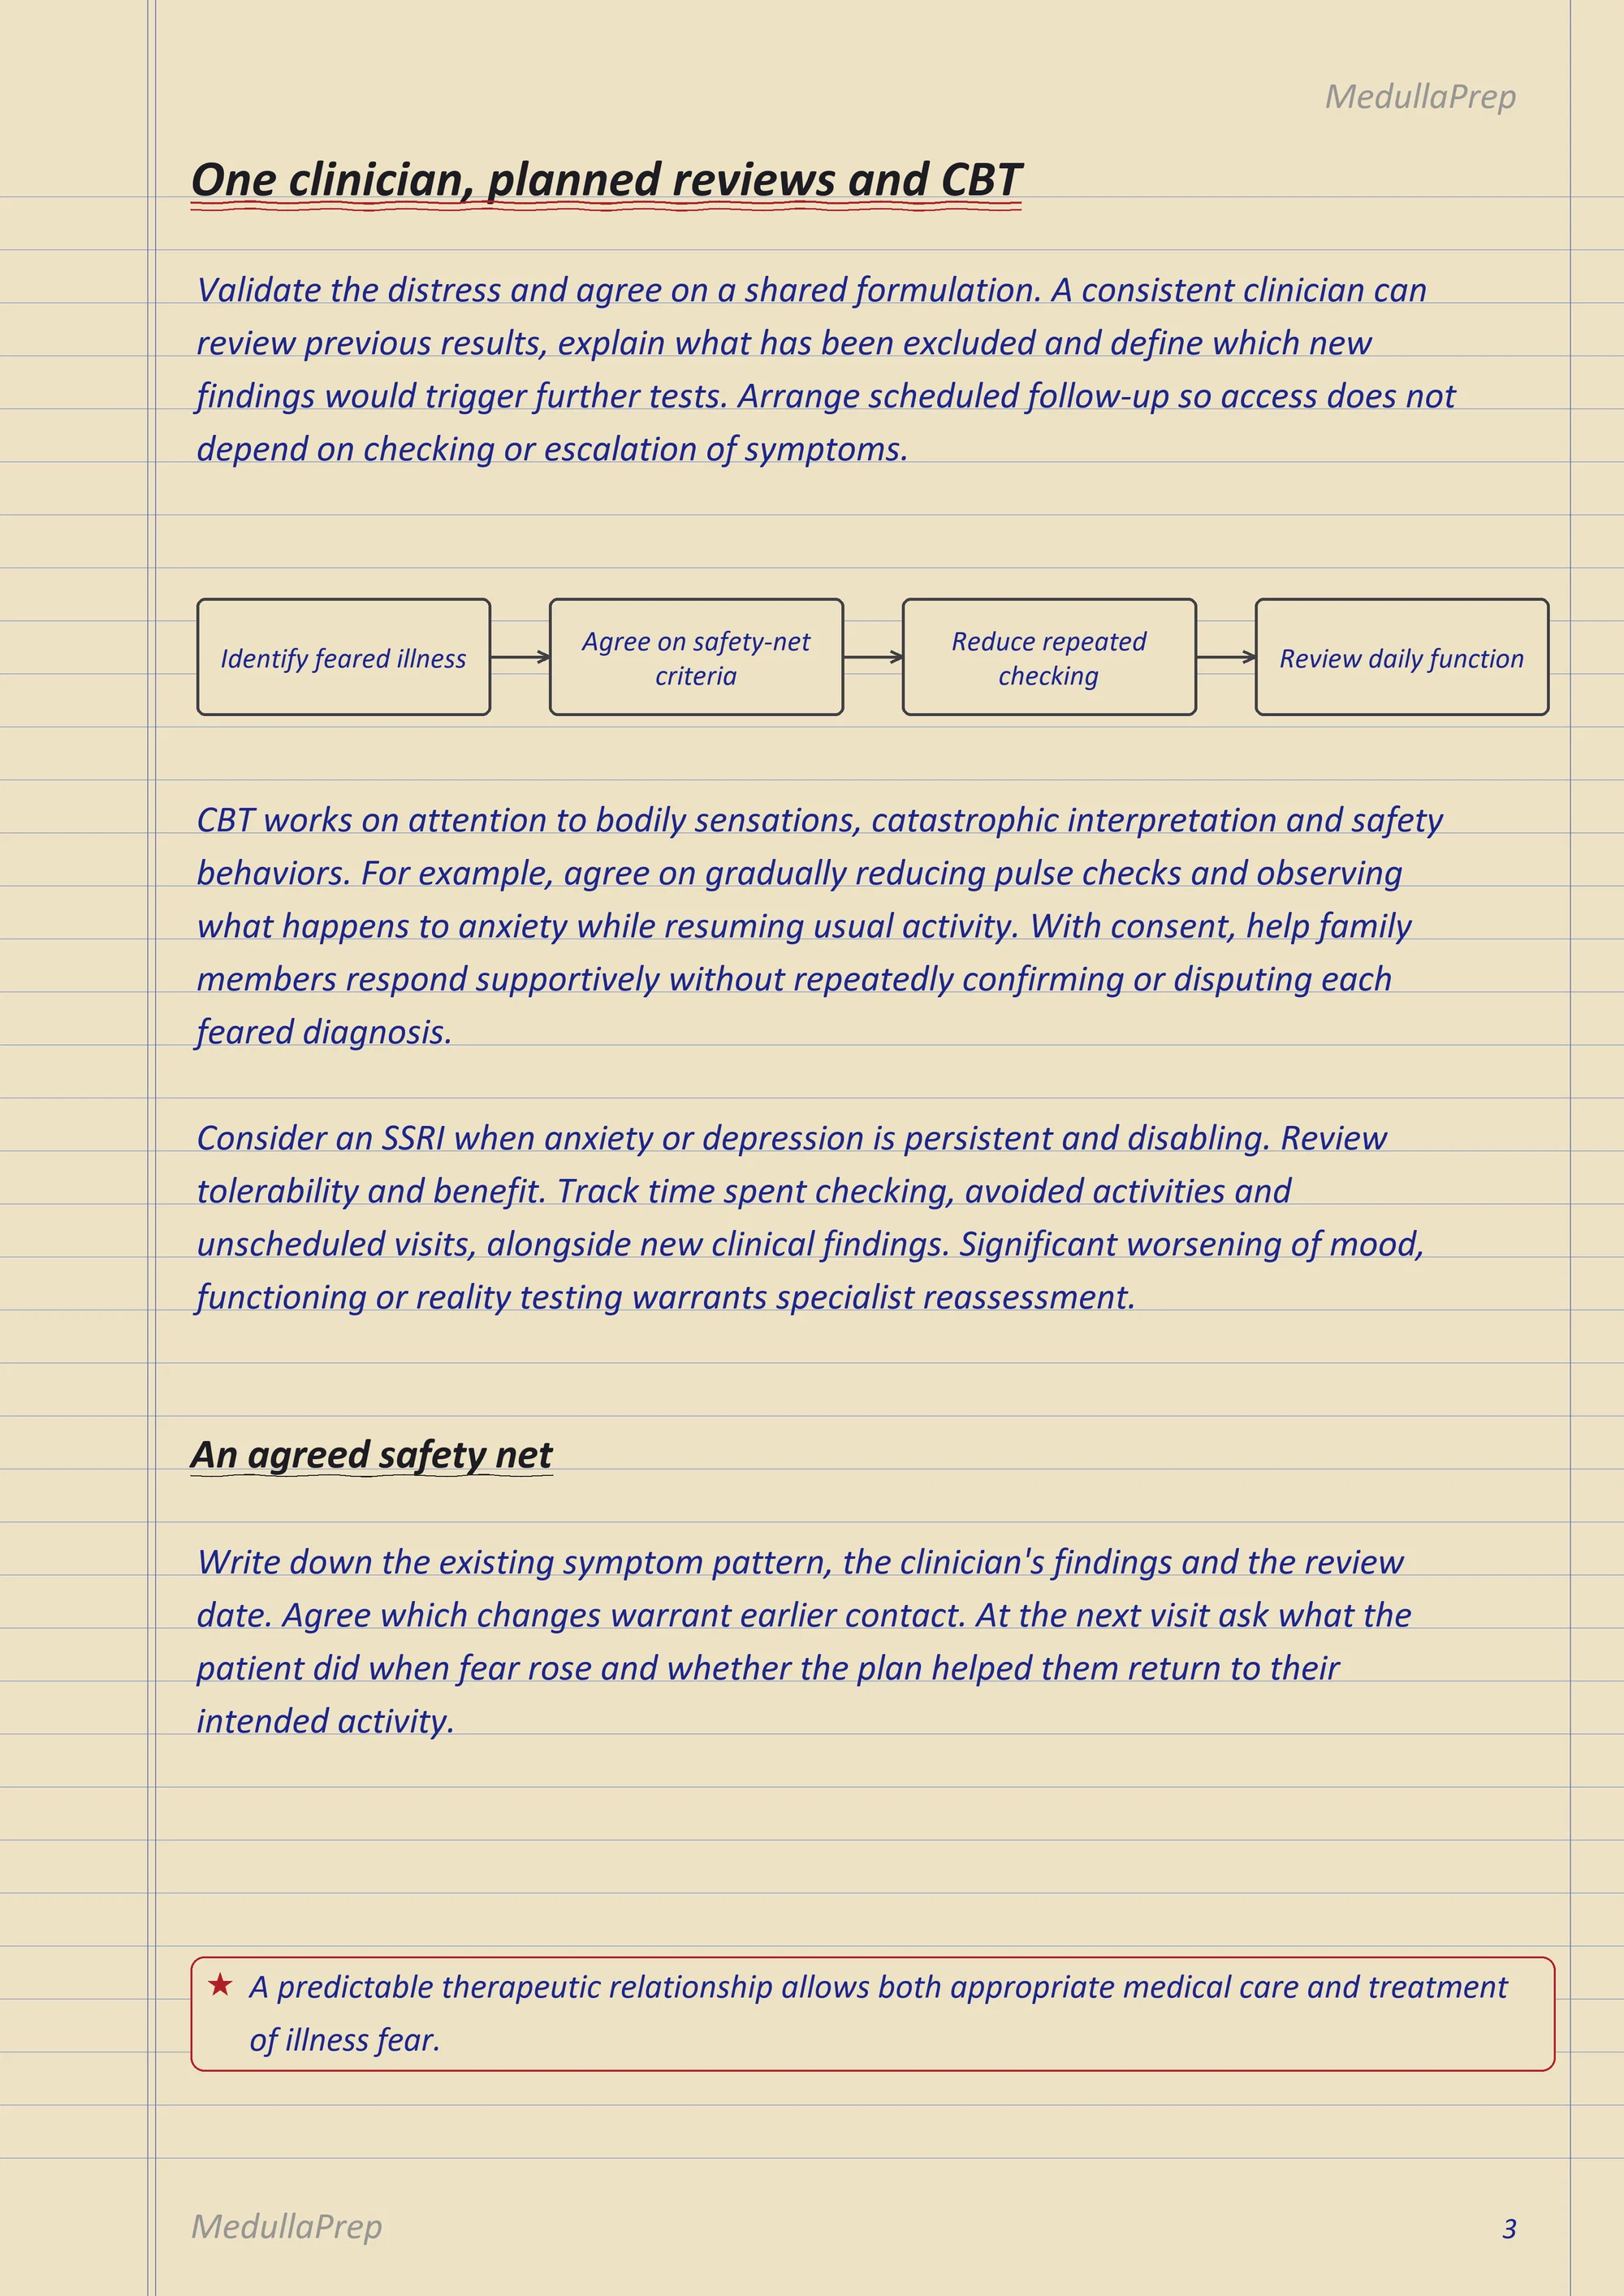 MedullaPrep
One clinician, planned reviews and CBT
Validate the distress and agree on a shared formulation. A consistent clinician can
review previous results, explain what has been excluded and define which new
findings would trigger further tests. Arrange scheduled follow-up so access does not
depend on checking or escalation of symptoms.
Identify feared illness
Agree on safety-net
criteria
Reduce repeated
checking
Review daily function
CBT works on attention to bodily sensations, catastrophic interpretation and safety
behaviors. For example, agree on gradually reducing pulse checks and observing
what happens to anxiety while resuming usual activity. With consent, help family
members respond supportively without repeatedly confirming or disputing each
feared diagnosis.
Consider an SSRI when anxiety or depression is persistent and disabling. Review
tolerability and benefit. Track time spent checking, avoided activities and
unscheduled visits, alongside new clinical findings. Significant worsening of mood,
functioning or reality testing warrants specialist reassessment.
An agreed safety net
Write down the existing symptom pattern, the clinician's findings and the review
date. Agree which changes warrant earlier contact. At the next visit ask what the
patient did when fear rose and whether the plan helped them return to their
intended activity.
★ A predictable therapeutic relationship allows both appropriate medical care and treatment
of illness fear.
MedullaPrep
3